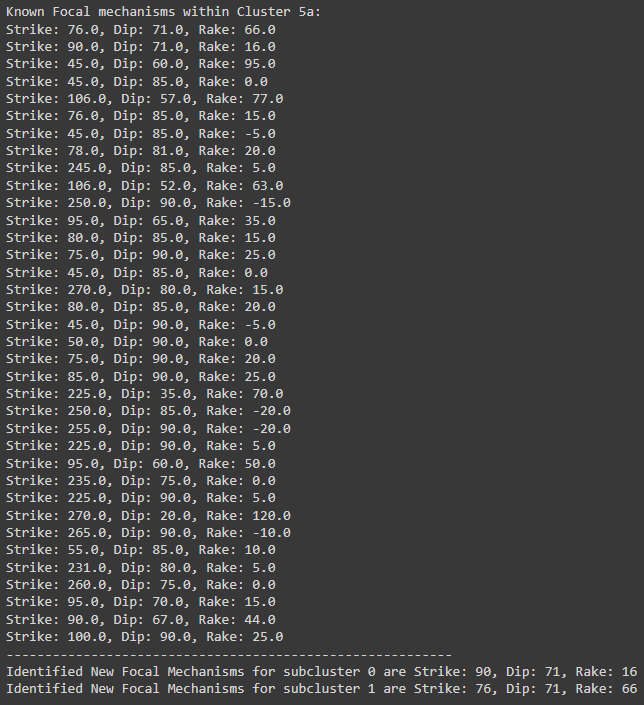 Known Focal mechanisms within Cluster 5a:
Strike: 76.0, Dip: 71.0, Rake: 66.0
Strike: 90.0, Dip: 71.0, Rake: 16.0
Strike: 45.0, Dip: 60.0, Rake: 95.0
Strike: 45.0, Dip: 85.0, Rake: 0.0
Strike: 106.0, Dip: 57.0, Rake: 77.0
Strike: 76.0, Dip: 85.0, Rake: 15.0
Strike: 45.0, Dip: 85.0, Rake: -5.0
Strike: 78.0, Dip: 81.0, Rake: 20.0
Strike: 245.0, Dip: 85.0, Rake: 5.0
Strike: 106.0, Dip: 52.0, Rake: 63.0
Strike: 250.0, Dip: 90.0, Rake: -15.0
Strike: 95.0, Dip: 65.0, Rake: 35.0
Strike: 80.0, Dip: 85.0, Rake: 15.0
Strike: 75.0, Dip: 90.0, Rake: 25.0
Strike: 45.0, Dip: 85.0, Rake: 0.0
Strike: 270.0, Dip: 80.0, Rake: 15.0
Strike: 80.0, Dip: 85.0, Rake: 20.0
Strike: 45.0, Dip: 90.0, Rake: -5.0
Strike: 50.0, Dip: 90.0, Rake: 0.0
Strike: 75.0, Dip: 90.0, Rake: 20.0
Strike: 85.0, Dip: 90.0, Rake: 25.0
Strike: 225.0, Dip: 35.0, Rake: 70.0
Strike: 250.0, Dip: 85.0, Rake: -20.0
Strike: 255.0, Dip: 90.0, Rake: -20.0
Strike: 225.0, Dip: 90.0, Rake: 5.0
Strike: 95.0, Dip: 60.0, Rake: 50.0
Strike: 235.0, Dip: 75.0, Rake: 0.0
Strike: 225.0, Dip: 90.0, Rake: 5.0
Strike: 270.0, Dip: 20.0, Rake: 120.0
Strike: 265.0, Dip: 90.0, Rake: -10.0
Strike: 55.0, Dip: 85.0, Rake: 10.0
Strike: 231.0, Dip: 80.0, Rake: 5.0
Strike: 260.0, Dip: 75.0, Rake: 0.0
Strike: 95.0, Dip: 70.0, Rake: 15.0
Strike: 90.0, Dip: 67.0, Rake: 44.0
Strike: 100.0, Dip: 90.0, Rake: 25.0
----------------------------------------------------------
Identified New Focal Mechanisms for subcluster 0 are Strike: 90, Dip: 71, Rake: 16
Identified New Focal Mechanisms for subcluster 1 are Strike: 76, Dip: 71, Rake: 66